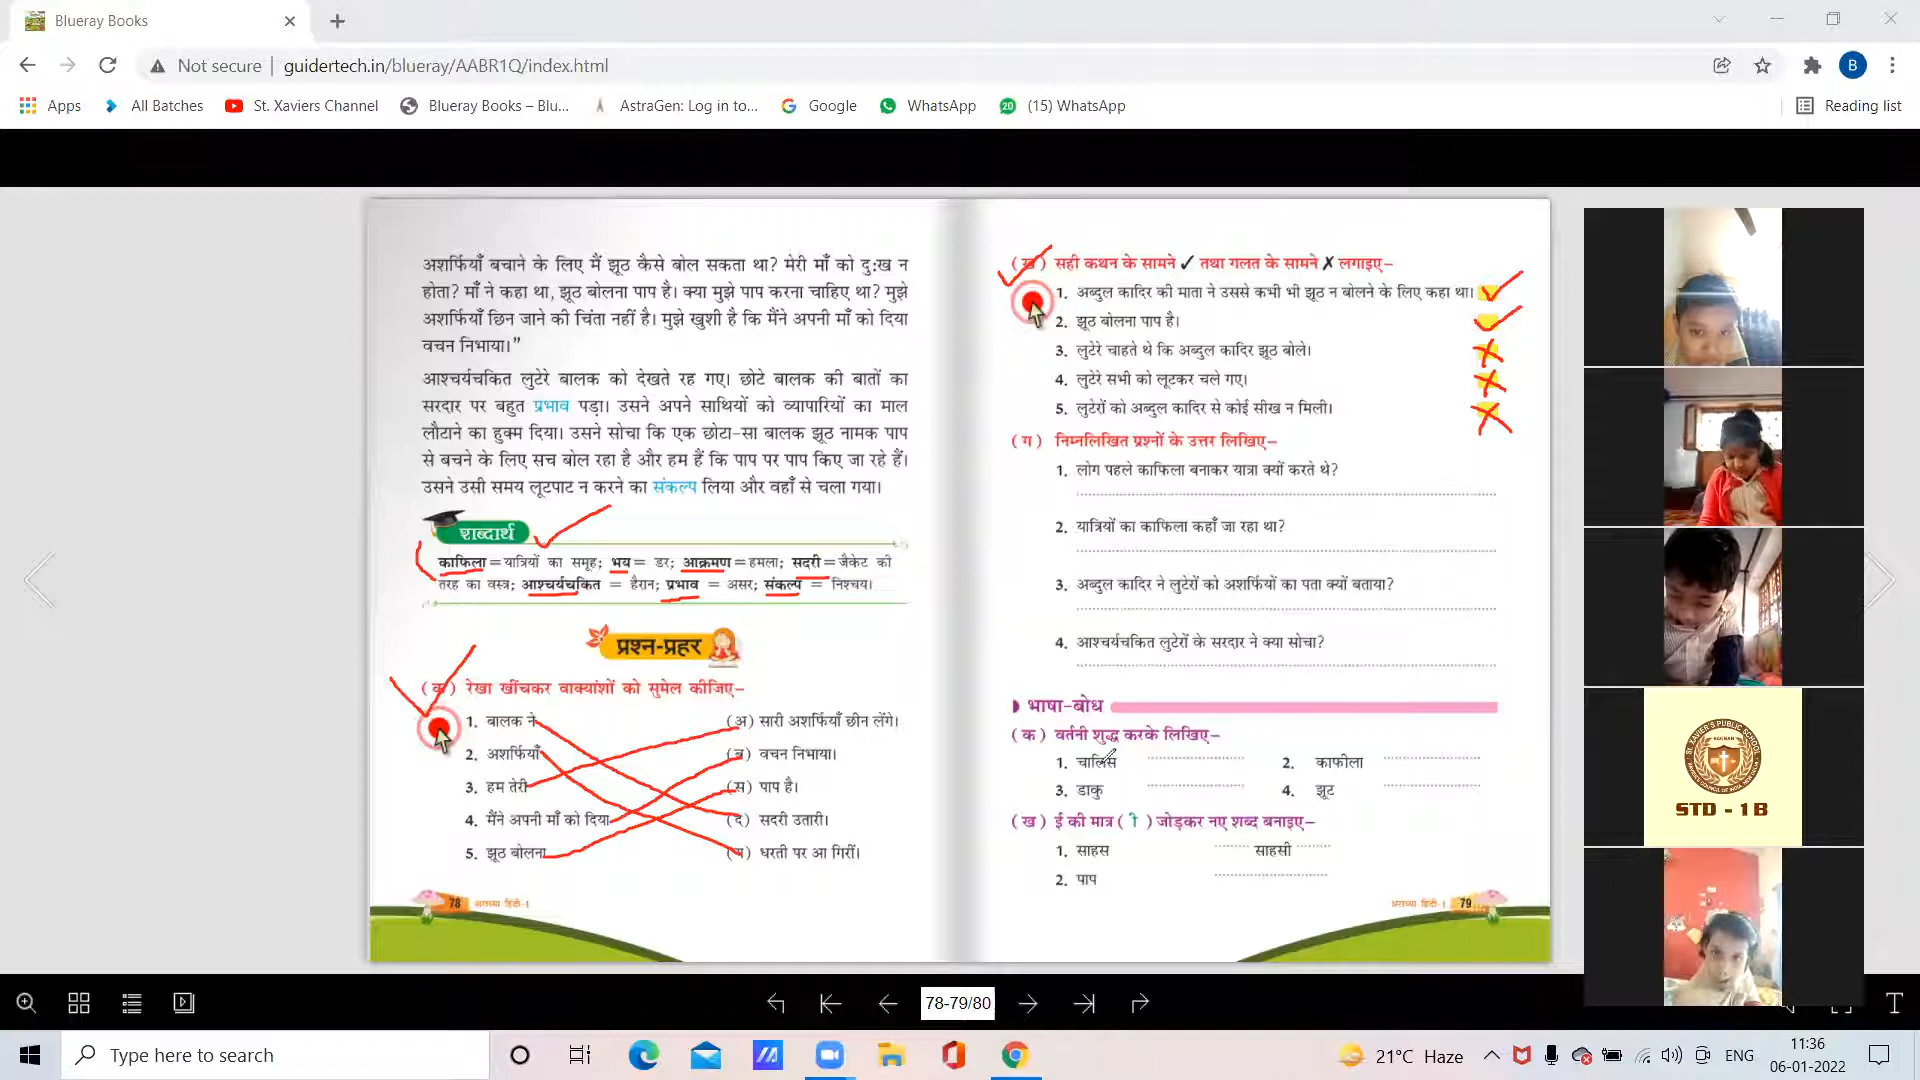 Blueray Books
Not secure
guidertech.in/blueray/AABR1Q/index.html
B
Apps
All Batches
St. Xaviers Channel
Blueray Books – Blu...
AstraGen: Log in to...
Google
WhatsApp
20
(15) WhatsApp
Reading list
अशर्फियाँ बचाने के लिए मैं झूठ कैसे बोल सकता था? मेरी माँ को दुःख न
होता? माँ ने कहा था, झूठ बोलना पाप है। क्या मुझे पाप करना चाहिए था? मुझे
अशर्फियाँ छिन जाने की चिंता नहीं है। मुझे खुशी है कि मैंने अपनी माँ को दिया
वचन निभाया।”
आश्चर्यचकित लुटेरे बालक को देखते रह गए। छोटे बालक की बातों का
सरदार पर बहुत प्रभाव पड़ा। उसने अपने साथियों को व्यापारियों का माल
लौटाने का हुक्म दिया। उसने सोचा कि एक छोटा-सा बालक झूठ नामक पाप
से बचने के लिए सच बोल रहा है और हम हैं कि पाप पर पाप किए जा रहे हैं।
उसने उसी समय लूटपाट न करने का संकल्प लिया और वहाँ से चला गया।
शब्दार्थ
काफिला = यात्रियों का समूह; भय = डर; आक्रमण = हमला; सदरी = जैकेट की
तरह का वस्त्र; आश्चर्यचकित = हैरान; प्रभाव = असर; संकल्प = निश्चय।
प्रश्न-प्रहर
(क) रेखा खींचकर वाक्यांशों को सुमेल कीजिए–
1. बालक ने (अ) सारी अशर्फियाँ छीन लेंगे।
2. अशर्फियाँ (ब) वचन निभाया।
3. हम तेरी (स) पाप है।
4. मैंने अपनी माँ को दिया (द) सदरी उतारी।
5. झूठ बोलना (य) धरती पर आ गिरीं।
78 आराध्या हिंदी-1
(ख) सही कथन के सामने ✓ तथा गलत के सामने ✗ लगाइए–
1. अब्दुल कादिर की माता ने उससे कभी भी झूठ न बोलने के लिए कहा था।
2. झूठ बोलना पाप है।
3. लुटेरे चाहते थे कि अब्दुल कादिर झूठ बोले।
4. लुटेरे सभी को लूटकर चले गए।
5. लुटेरों को अब्दुल कादिर से कोई सीख न मिली।
(ग) निम्नलिखित प्रश्नों के उत्तर लिखिए–
1. लोग पहले काफिला बनाकर यात्रा क्यों करते थे?
2. यात्रियों का काफिला कहाँ जा रहा था?
3. अब्दुल कादिर ने लुटेरों को अशर्फियों का पता क्यों बताया?
4. आश्चर्यचकित लुटेरों के सरदार ने क्या सोचा?
भाषा-बोध
(क) वर्तनी शुद्ध करके लिखिए–
1. चालिस 2. काफीला
3. डाकु 4. झूट
(ख) ई की मात्र ( ी ) जोड़कर नए शब्द बनाइए–
1. साहस साहसी
2. पाप
आराध्या हिंदी-1 79
ST. XAVIER'S PUBLIC SCHOOL
STD - 1 B
78-79/80
T
Type here to search
21°C Haze
ENG
11:36
06-01-2022